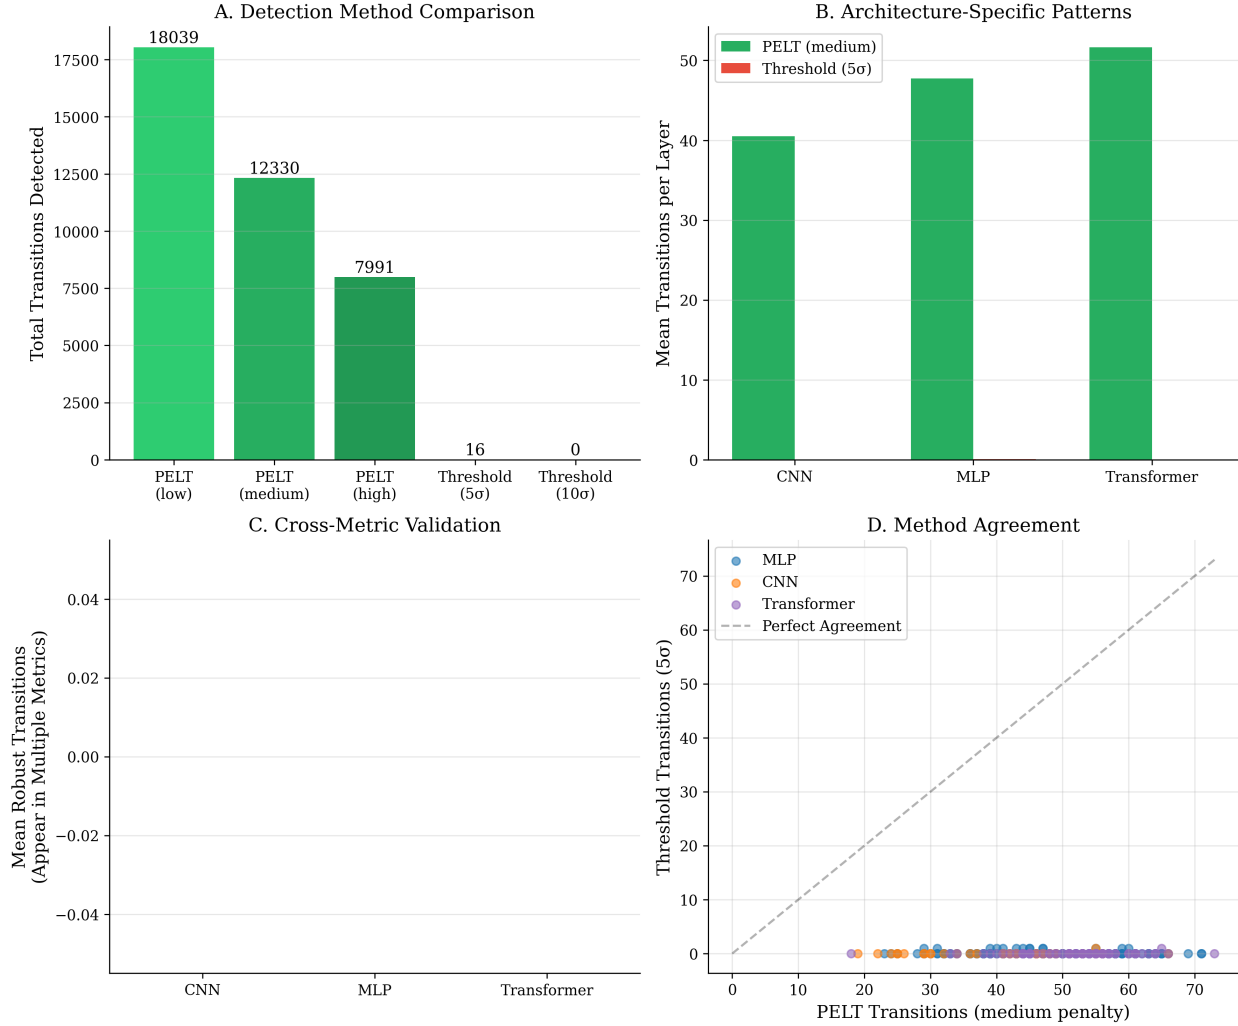 A. Detection Method Comparison
Total Transitions Detected
17500
15000
12500
10000
7500
5000
2500
0
18039
12330
7991
16
0
PELT
(low)
PELT
(medium)
PELT
(high)
Threshold
(5σ)
Threshold
(10σ)
B. Architecture-Specific Patterns
PELT (medium)
Threshold (5σ)
Mean Transitions per Layer
50
40
30
20
10
0
CNN
MLP
Transformer
C. Cross-Metric Validation
Mean Robust Transitions
(Appear in Multiple Metrics)
0.04
0.02
0.00
−0.02
−0.04
CNN
MLP
Transformer
D. Method Agreement
MLP
CNN
Transformer
Perfect Agreement
Threshold Transitions (5σ)
70
60
50
40
30
20
10
0
0
10
20
30
40
50
60
70
PELT Transitions (medium penalty)